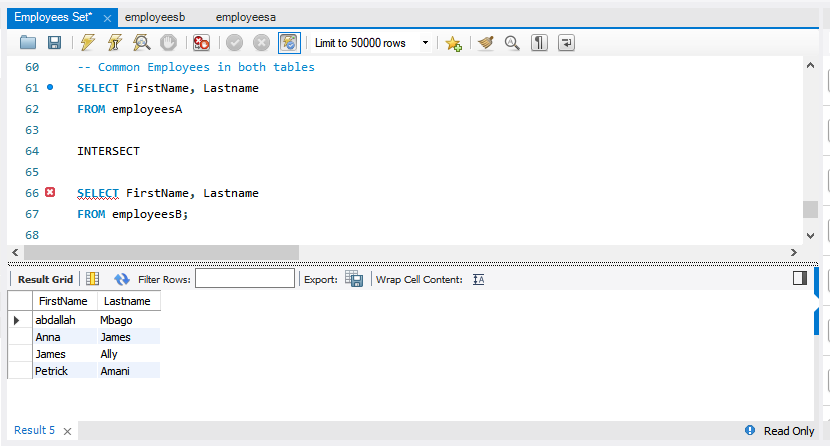 Employees Set* employeesb employeesa
Limit to 50000 rows
60 -- Common Employees in both tables
61 SELECT FirstName, Lastname
62 FROM employeesA
63
64 INTERSECT
65
66 SELECT FirstName, Lastname
67 FROM employeesB;
68
Result Grid Filter Rows: Export: Wrap Cell Content: IA
FirstName Lastname
abdallah Mbago
Anna James
James Ally
Petrick Amani
Result 5 Read Only